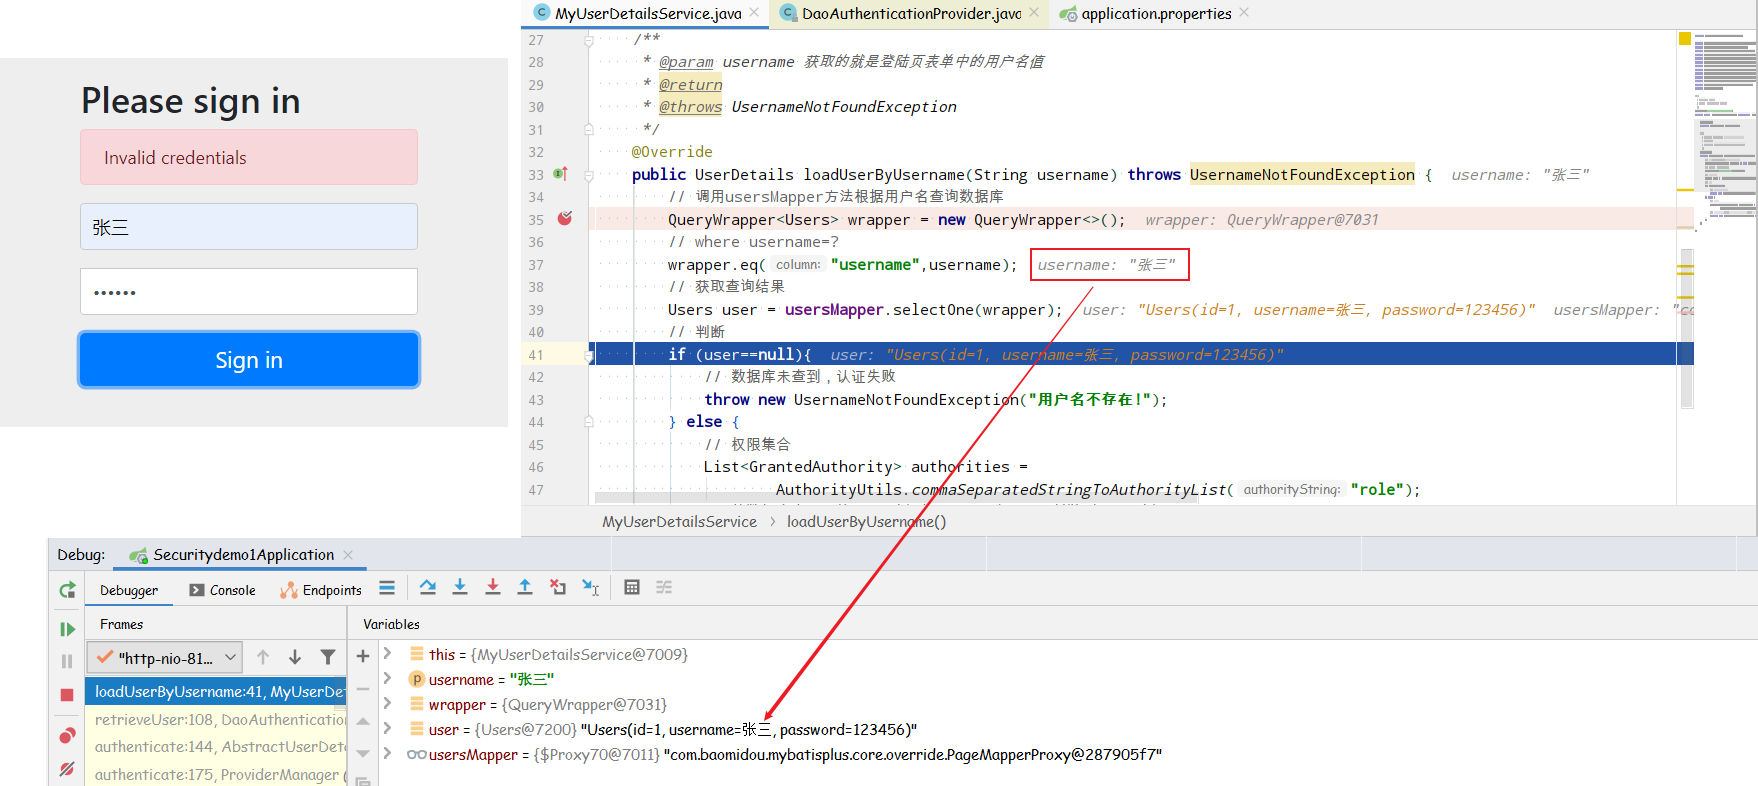 Please sign in
Invalid credentials
张三
••••••
Sign in
MyUserDetailsService.java
DaoAuthenticationProvider.java
application.properties
27 /**
28 * @param username 获取的就是登陆页表单中的用户名值
29 * @return
30 * @throws UsernameNotFoundException
31 */
32 @Override
33 public UserDetails loadUserByUsername(String username) throws UsernameNotFoundException { username: "张三"
34 // 调用usersMapper方法根据用户名查询数据库
35 QueryWrapper<Users> wrapper = new QueryWrapper<>(); wrapper: QueryWrapper@7031
36 // where username=?
37 wrapper.eq( column: "username",username); username: "张三"
38 // 获取查询结果
39 Users user = usersMapper.selectOne(wrapper); user: "Users(id=1, username=张三, password=123456)" usersMapper: "co
40 // 判断
41 if (user==null){ user: "Users(id=1, username=张三, password=123456)"
42 // 数据库未查到，认证失败
43 throw new UsernameNotFoundException("用户名不存在!");
44 } else {
45 // 权限集合
46 List<GrantedAuthority> authorities =
47 AuthorityUtils.commaSeparatedStringToAuthorityList( authorityString: "role");
MyUserDetailsService › loadUserByUsername()
Debug: Securitydemo1Application
Debugger Console Endpoints
Frames Variables
"http-nio-81...
loadUserByUsername:41, MyUserDe
retrieveUser:108, DaoAuthentication
authenticate:144, AbstractUserDeta
authenticate:175, ProviderManager (
this = {MyUserDetailsService@7009}
username = "张三"
wrapper = {QueryWrapper@7031}
user = {Users@7200} "Users(id=1, username=张三, password=123456)"
usersMapper = {$Proxy70@7011} "com.baomidou.mybatisplus.core.override.PageMapperProxy@287905f7"